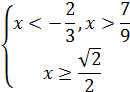 x < -2/3, x > 7/9
x ≥ √2/2